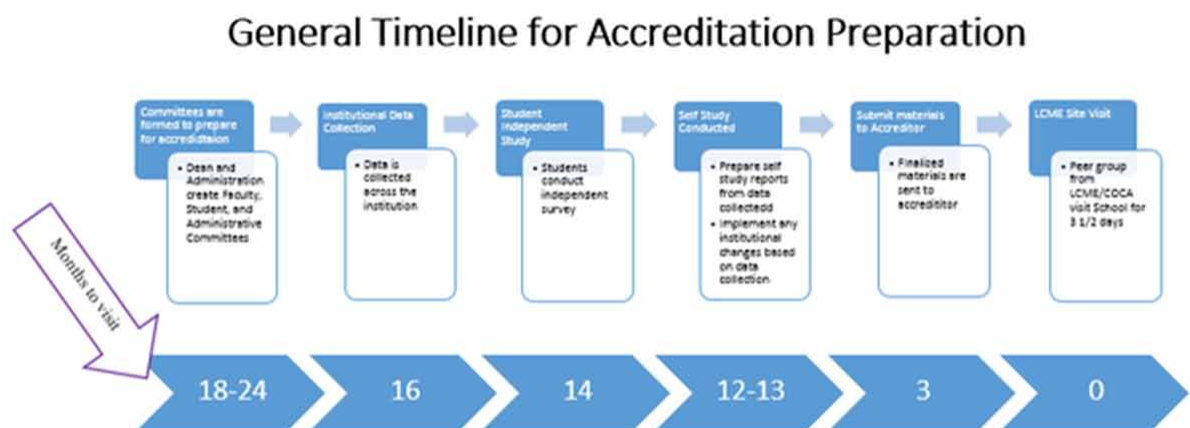 General Timeline for Accreditation Preparation
Committees are
formed to prepare
for accredidtaion
• Dean and
Administration
create Faculty,
Student, and
Administrative
Committees
Institutional Data
Collection
• Data is
collected
across the
institution
Student
Independent
Study
• Students
conduct
independent
survey
Self Study
Conducted
• Prepare self
study reports
from data
collectedd
• Implement any
institutional
changes based
on data
collection
Submit materials
to Accreditor
• Finalized
materials are
sent to
accredititor
LCME Site Visit
• Peer group
from
LCME/COCA
visit School for
3 1/2 days
Months to visit
18-24
16
14
12-13
3
0